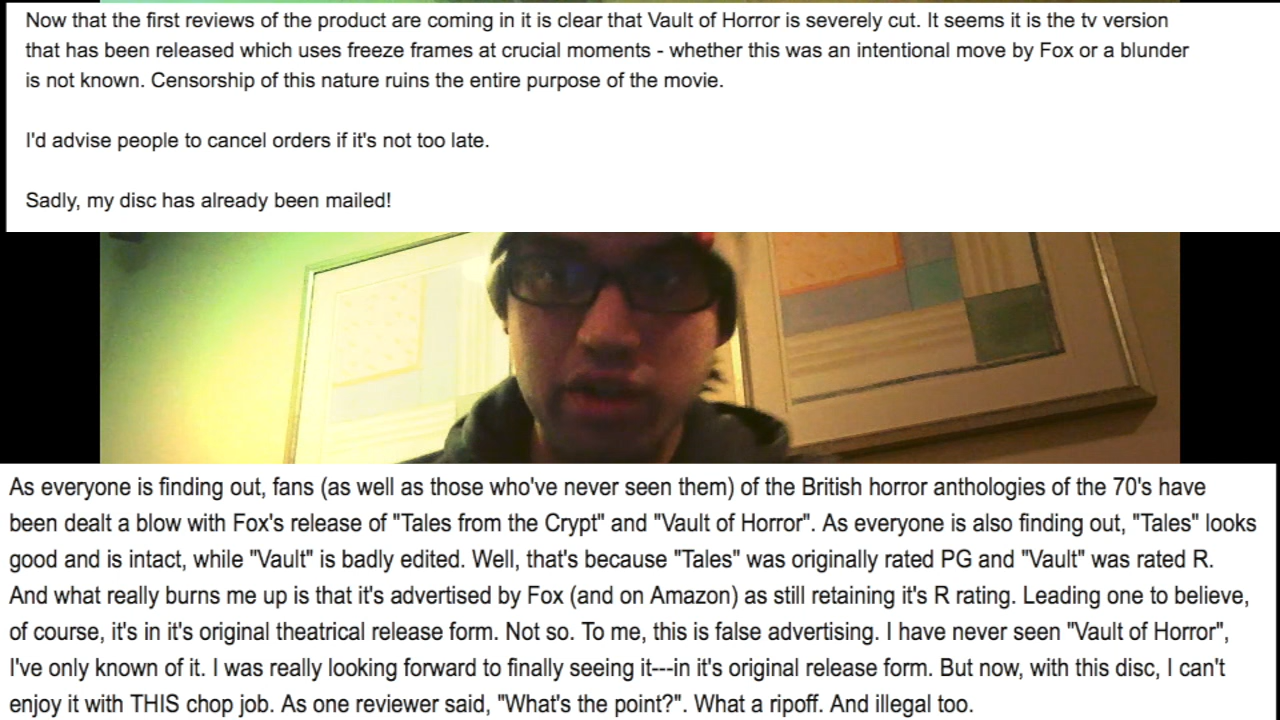 Now that the first reviews of the product are coming in it is clear that Vault of Horror is severely cut. It seems it is the tv version
that has been released which uses freeze frames at crucial moments - whether this was an intentional move by Fox or a blunder
is not known. Censorship of this nature ruins the entire purpose of the movie.
I'd advise people to cancel orders if it's not too late.
Sadly, my disc has already been mailed!
As everyone is finding out, fans (as well as those who've never seen them) of the British horror anthologies of the 70's have
been dealt a blow with Fox's release of "Tales from the Crypt" and "Vault of Horror". As everyone is also finding out, "Tales" looks
good and is intact, while "Vault" is badly edited. Well, that's because "Tales" was originally rated PG and "Vault" was rated R.
And what really burns me up is that it's advertised by Fox (and on Amazon) as still retaining it's R rating. Leading one to believe,
of course, it's in it's original theatrical release form. Not so. To me, this is false advertising. I have never seen "Vault of Horror",
I've only known of it. I was really looking forward to finally seeing it---in it's original release form. But now, with this disc, I can't
enjoy it with THIS chop job. As one reviewer said, "What's the point?". What a ripoff. And illegal too.